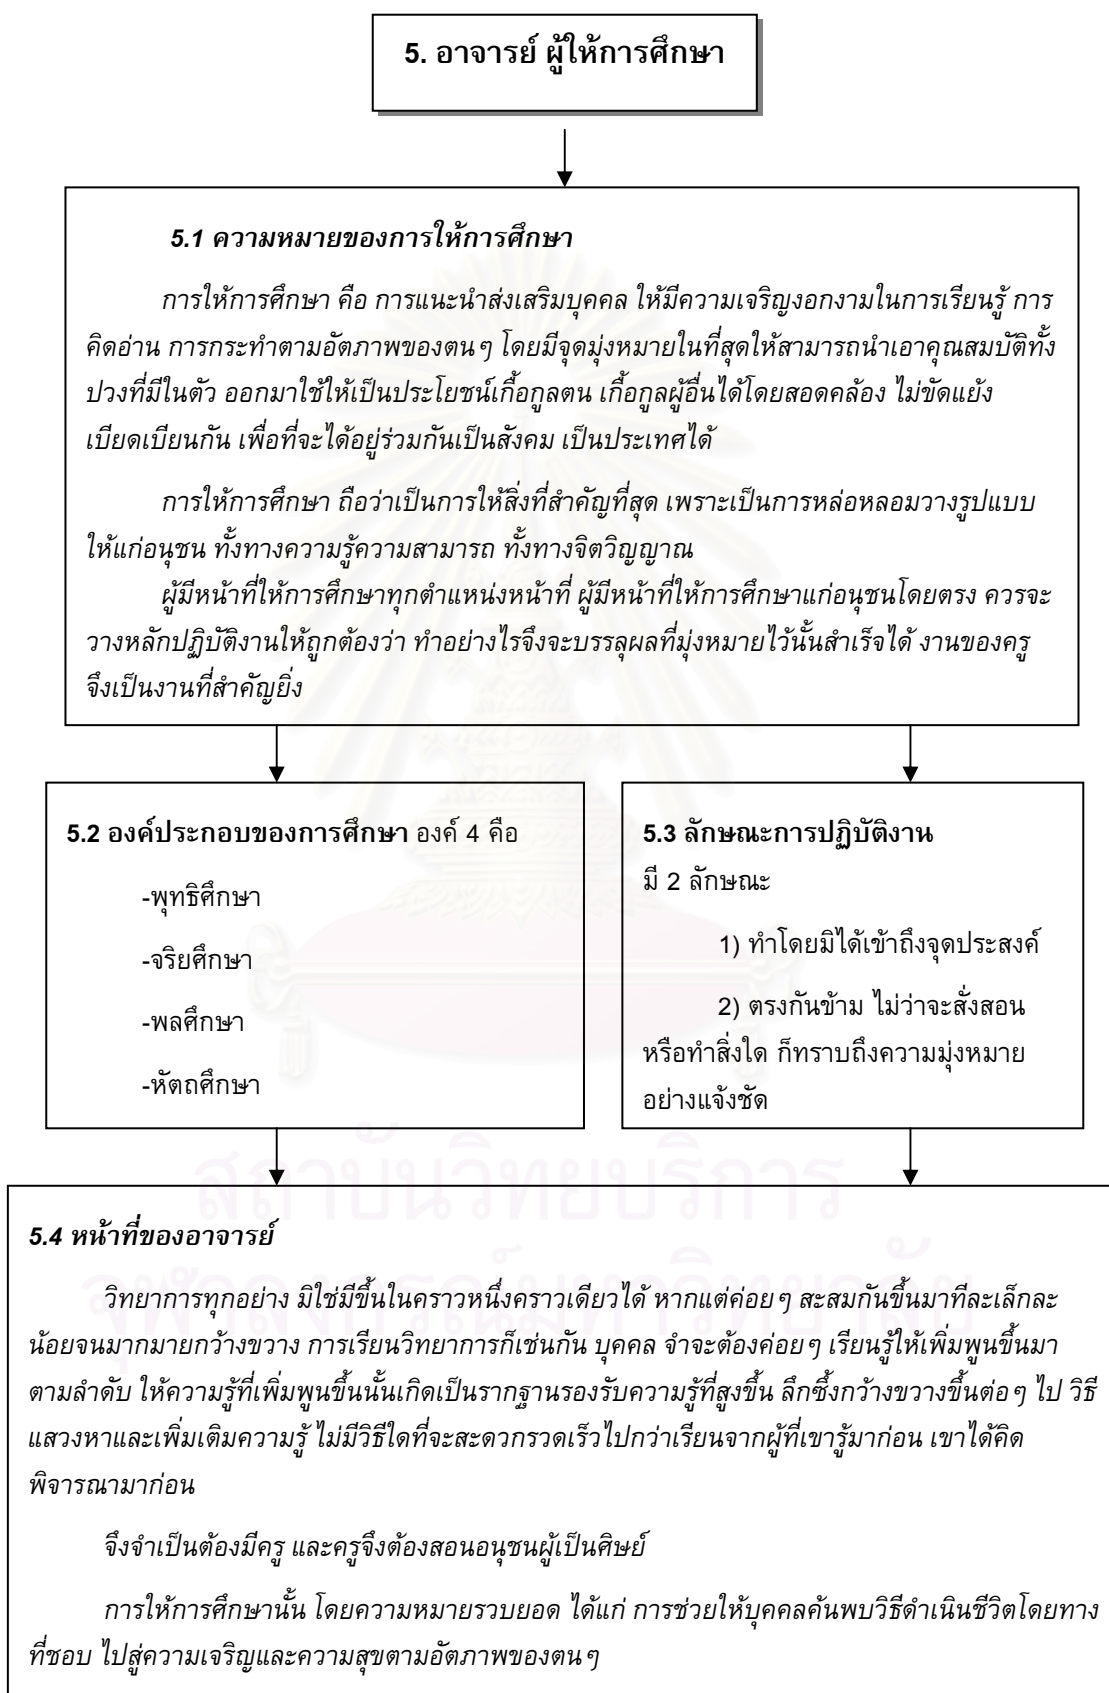 5. อาจารย์ ผู้ให้การศึกษา
5.1 ความหมายของการให้การศึกษา
การให้การศึกษา คือ การแนะนำส่งเสริมบุคคล ให้มีความเจริญงอกงามในการเรียนรู้ การ
คิดอ่าน การกระทำตามอัตภาพของตนๆ โดยมีจุดมุ่งหมายในที่สุดให้สามารถนำเอาคุณสมบัติทั้ง
ปวงที่มีในตัว ออกมาใช้ให้เป็นประโยชน์เกื้อกูลตน เกื้อกูลผู้อื่นได้โดยสอดคล้อง ไม่ขัดแย้ง
เบียดเบียนกัน เพื่อที่จะได้อยู่ร่วมกันเป็นสังคม เป็นประเทศได้
การให้การศึกษา ถือว่าเป็นการให้สิ่งที่สำคัญที่สุด เพราะเป็นการหล่อหลอมวางรูปแบบ
ให้แก่อนุชน ทั้งทางความรู้ความสามารถ ทั้งทางจิตวิญญาณ
ผู้มีหน้าที่ให้การศึกษาทุกตำแหน่งหน้าที่ ผู้มีหน้าที่ให้การศึกษาแก่อนุชนโดยตรง ควรจะ
วางหลักปฏิบัติงานให้ถูกต้องว่า ทำอย่างไรจึงจะบรรลุผลที่มุ่งหมายไว้นั้นสำเร็จได้ งานของครู
จึงเป็นงานที่สำคัญยิ่ง
5.2 องค์ประกอบของการศึกษา องค์ 4 คือ
-พุทธิศึกษา
-จริยศึกษา
-พลศึกษา
-หัตถศึกษา
5.3 ลักษณะการปฏิบัติงาน
มี 2 ลักษณะ
1) ทำโดยมิได้เข้าถึงจุดประสงค์
2) ตรงกันข้าม ไม่ว่าจะสั่งสอน
หรือทำสิ่งใด ก็ทราบถึงความมุ่งหมาย
อย่างแจ้งชัด
สถาบันวิทยบริการ
จุฬาลงกรณ์มหาวิทยาลัย
5.4 หน้าที่ของอาจารย์
วิทยาการทุกอย่าง มิใช่มีขึ้นในคราวหนึ่งคราวเดียวได้ หากแต่ค่อยๆ สะสมกันขึ้นมาทีละเล็กละ
น้อยจนมากมายกว้างขวาง การเรียนวิทยาการก็เช่นกัน บุคคล จำจะต้องค่อยๆ เรียนรู้ให้เพิ่มพูนขึ้นมา
ตามลำดับ ให้ความรู้ที่เพิ่มพูนขึ้นนั้นเกิดเป็นรากฐานรองรับความรู้ที่สูงขึ้น ลึกซึ้งกว้างขวางขึ้นต่อๆ ไป วิธี
แสวงหาและเพิ่มเติมความรู้ ไม่มีวิธีใดที่จะสะดวกรวดเร็วไปกว่าเรียนจากผู้ที่เขารู้มาก่อน เขาได้คิด
พิจารณามาก่อน
จึงจำเป็นต้องมีครู และครูจึงต้องสอนอนุชนผู้เป็นศิษย์
การให้การศึกษานั้น โดยความหมายรวบยอด ได้แก่ การช่วยให้บุคคลค้นพบวิธีดำเนินชีวิตโดยทาง
ที่ชอบ ไปสู่ความเจริญและความสุขตามอัตภาพของตนๆ